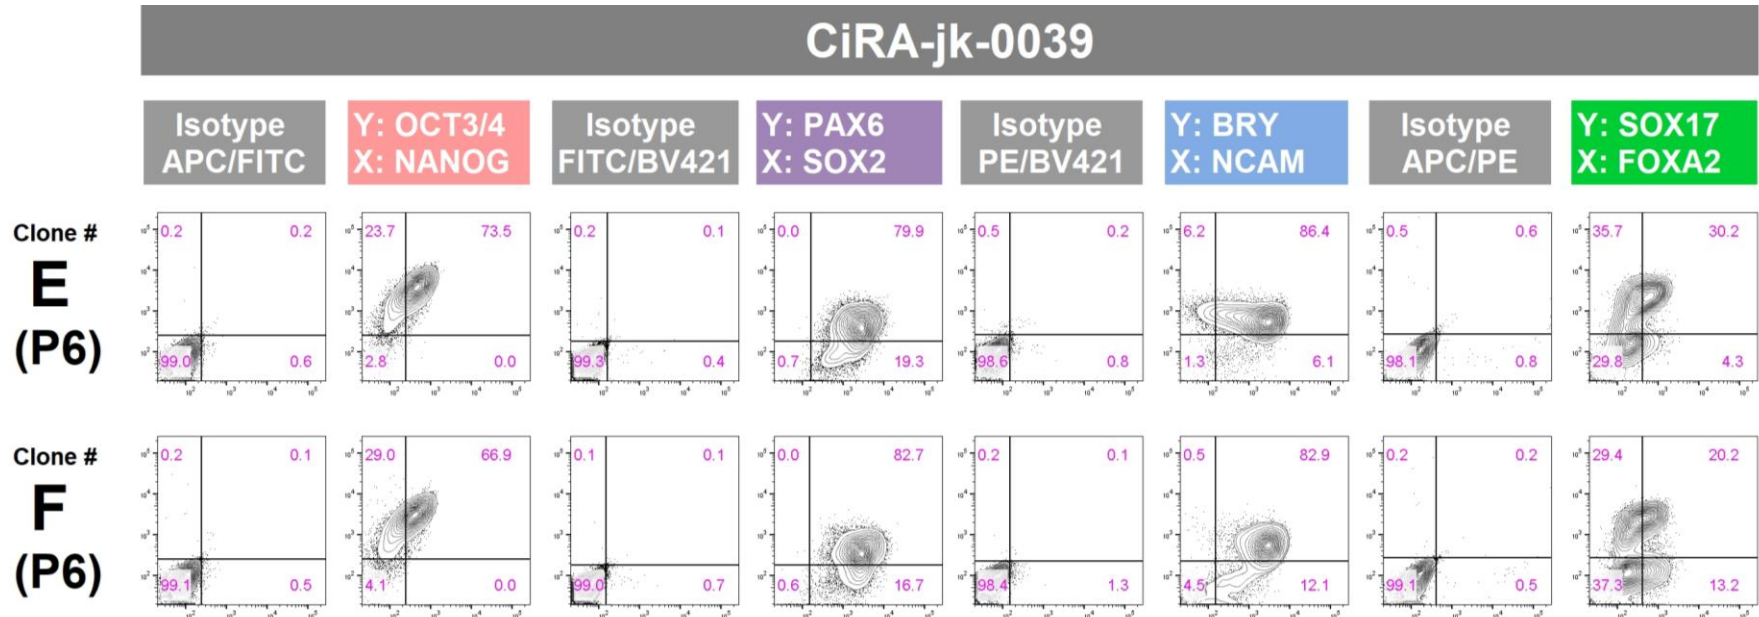 CiRA-jk-0039
Isotype
APC/FITC
Y: OCT3/4
X: NANOG
Isotype
FITC/BV421
Y: PAX6
X: SOX2
Isotype
PE/BV421
Y: BRY
X: NCAM
Isotype
APC/PE
Y: SOX17
X: FOXA2
Clone #
E
(P6)
0.2 0.2
99.0 0.6
23.7 73.5
2.8 0.0
0.2 0.1
99.3 0.4
0.0 79.9
0.7 19.3
0.5 0.2
98.6 0.8
6.2 86.4
1.3 6.1
0.5 0.6
98.1 0.8
35.7 30.2
29.8 4.3
Clone #
F
(P6)
0.2 0.1
99.1 0.5
29.0 66.9
4.1 0.0
0.1 0.1
99.0 0.7
0.0 82.7
0.6 16.7
0.2 0.1
98.4 1.3
0.5 82.9
4.5 12.1
0.2 0.2
99.1 0.5
29.4 20.2
37.3 13.2